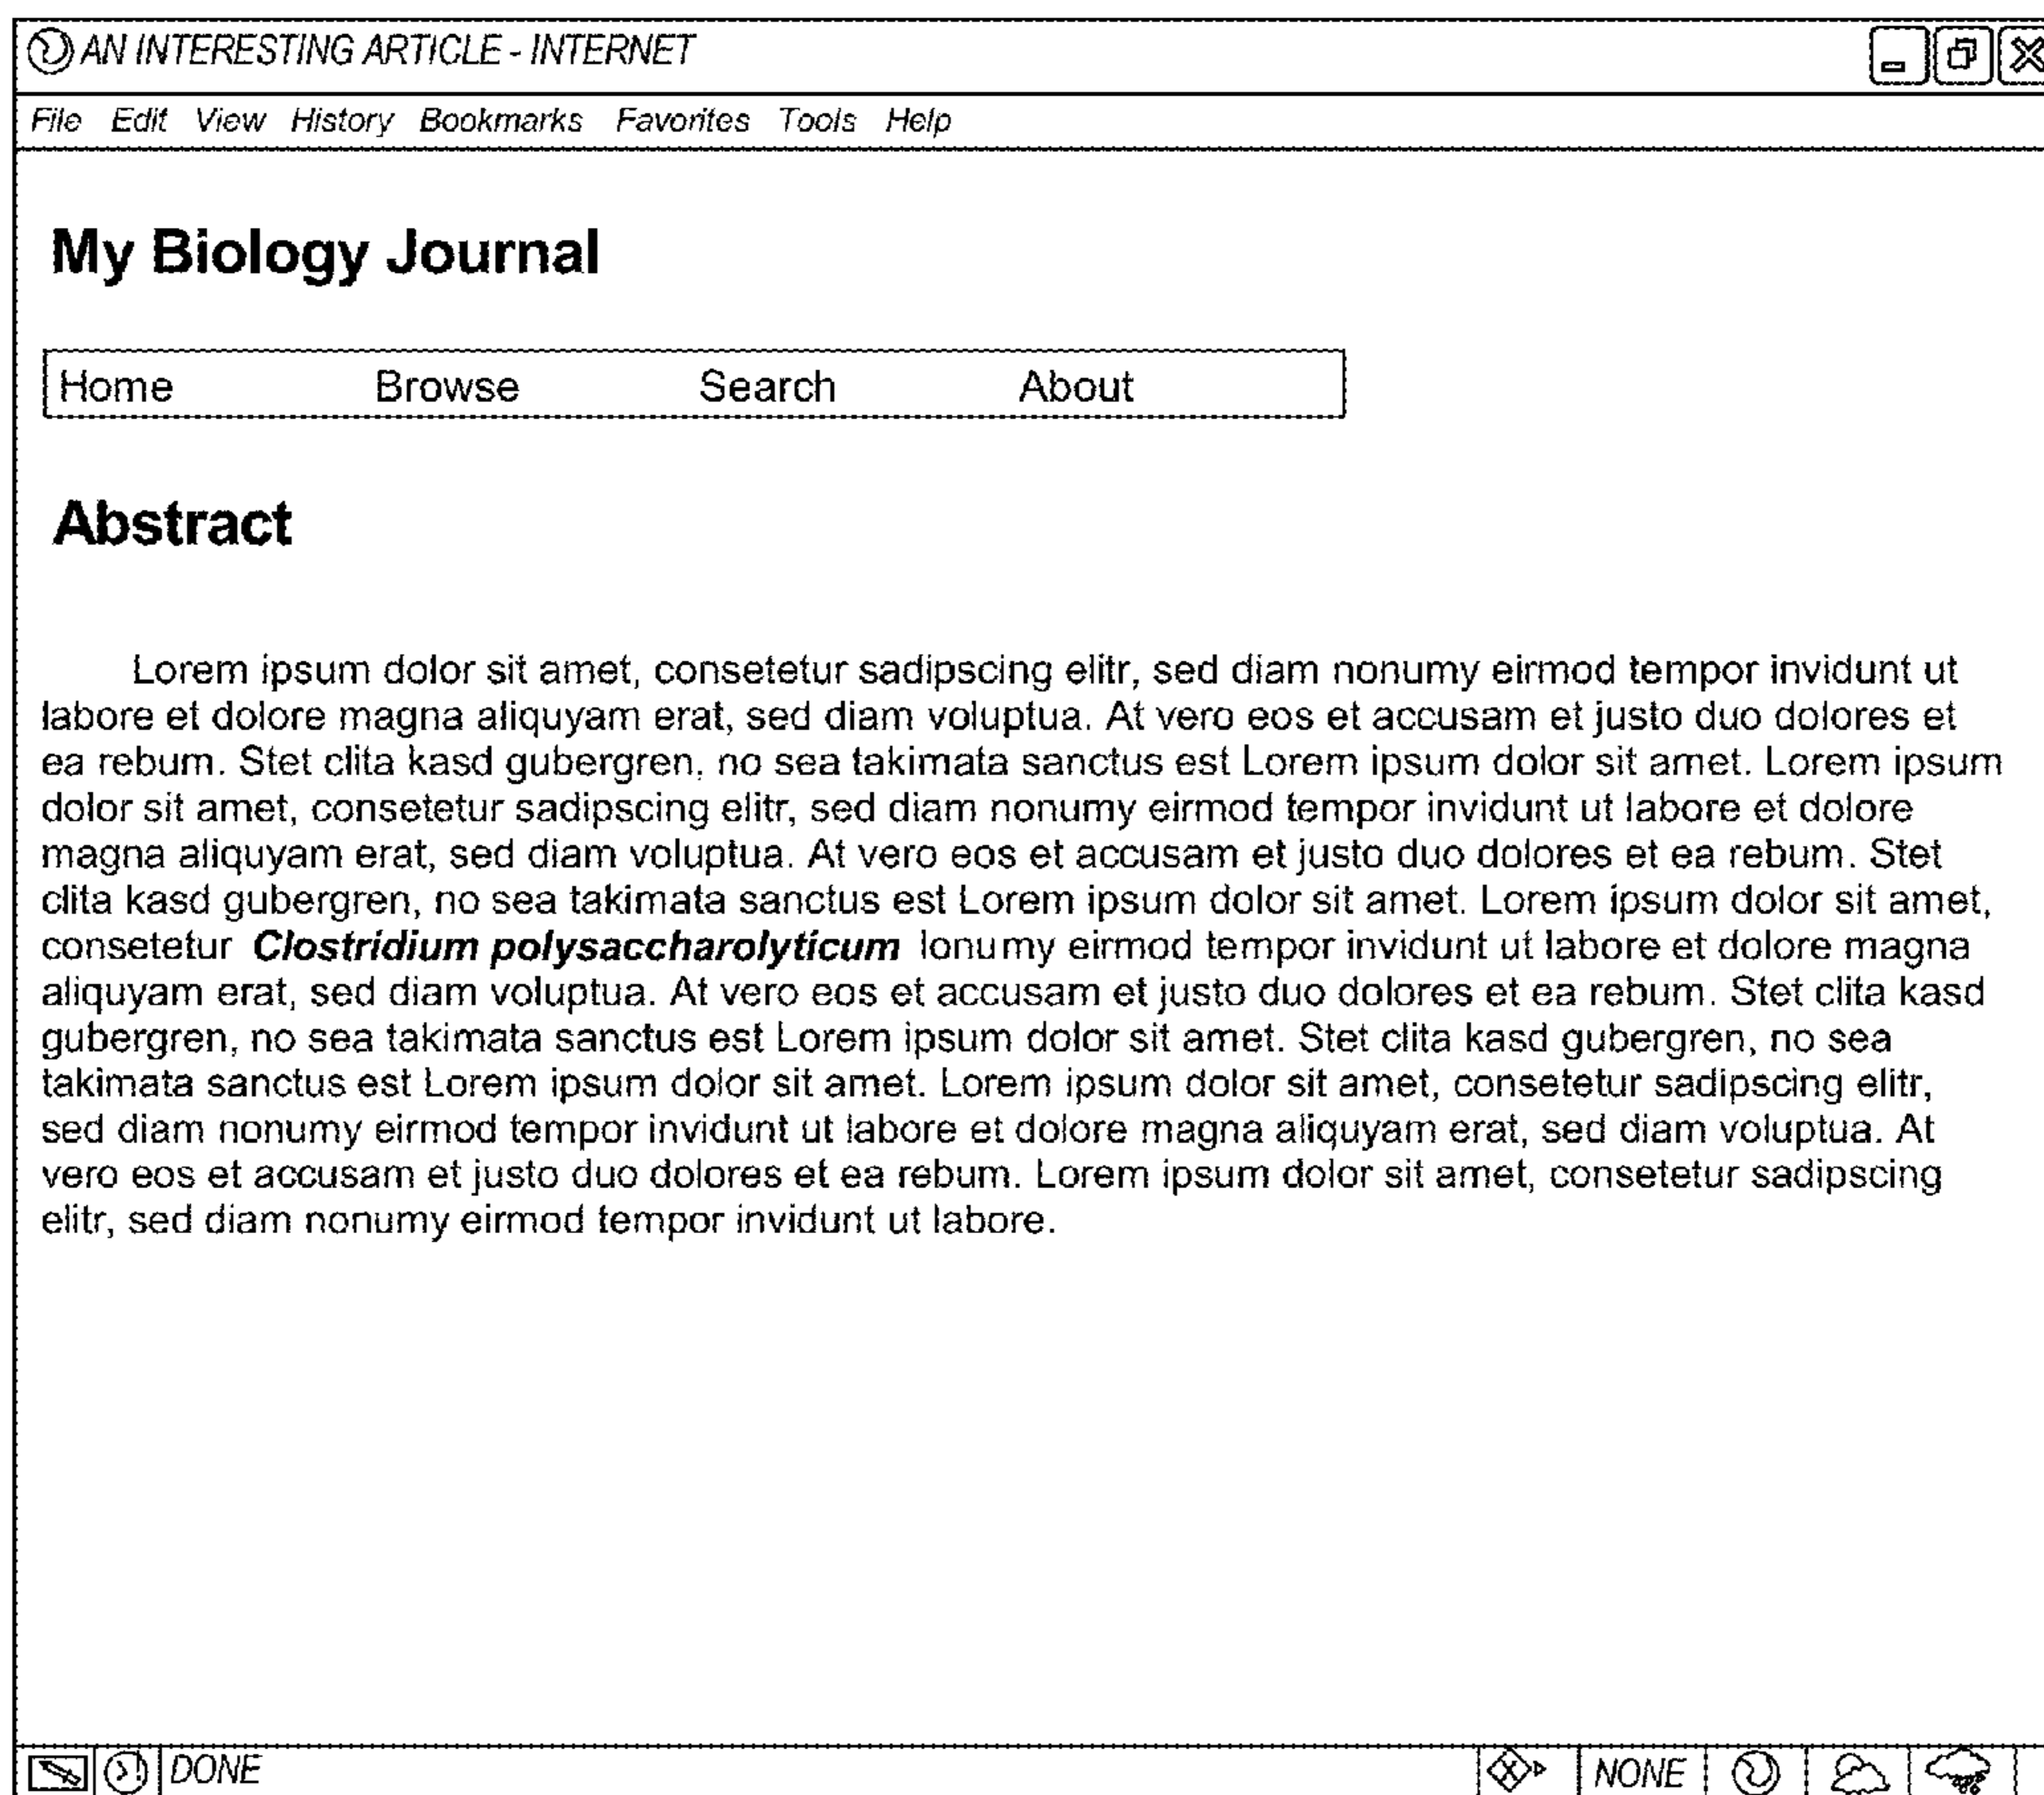 AN INTERESTING ARTICLE - INTERNET
File Edit View History Bookmarks Favorites Tools Help
My Biology Journal
Home Browse Search About
Abstract
Lorem ipsum dolor sit amet, consetetur sadipscing elitr, sed diam nonumy eirmod tempor invidunt ut
labore et dolore magna aliquyam erat, sed diam voluptua. At vero eos et accusam et justo duo dolores et
ea rebum. Stet clita kasd gubergren, no sea takimata sanctus est Lorem ipsum dolor sit amet. Lorem ipsum
dolor sit amet, consetetur sadipscing elitr, sed diam nonumy eirmod tempor invidunt ut labore et dolore
magna aliquyam erat, sed diam voluptua. At vero eos et accusam et justo duo dolores et ea rebum. Stet
clita kasd gubergren, no sea takimata sanctus est Lorem ipsum dolor sit amet. Lorem ipsum dolor sit amet,
consetetur Clostridium polysaccharolyticum lonumy eirmod tempor invidunt ut labore et dolore magna
aliquyam erat, sed diam voluptua. At vero eos et accusam et justo duo dolores et ea rebum. Stet clita kasd
gubergren, no sea takimata sanctus est Lorem ipsum dolor sit amet. Stet clita kasd gubergren, no sea
takimata sanctus est Lorem ipsum dolor sit amet. Lorem ipsum dolor sit amet, consetetur sadipscing elitr,
sed diam nonumy eirmod tempor invidunt ut labore et dolore magna aliquyam erat, sed diam voluptua. At
vero eos et accusam et justo duo dolores et ea rebum. Lorem ipsum dolor sit amet, consetetur sadipscing
elitr, sed diam nonumy eirmod tempor invidunt ut labore.
DONE NONE